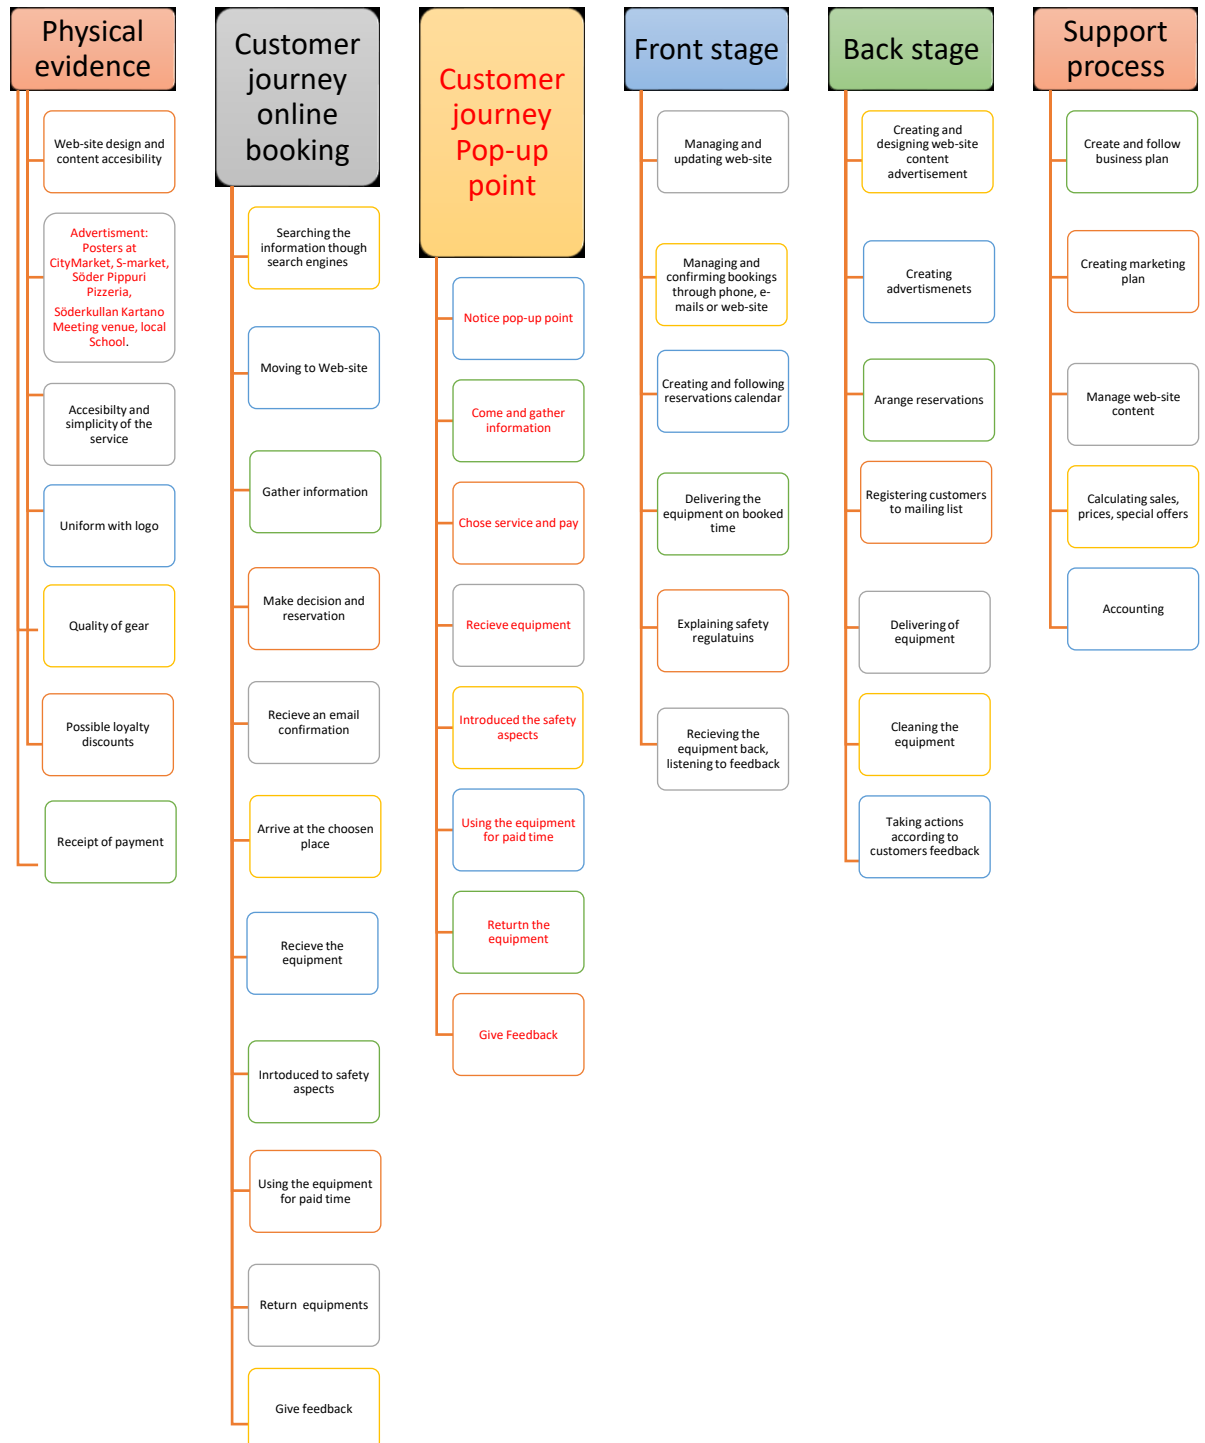 Physical
evidence
Web-site design and
content accesibility
Advertisment:
Posters at
CityMarket, S-market,
Söder Pippuri
Pizzeria,
Söderkullan Kartano
Meeting venue, local
School.
Accesibilty and
simplicity of the
service
Uniform with logo
Quality of gear
Possible loyalty
discounts
Receipt of payment
Customer
journey
online
booking
Searching the
information though
search engines
Moving to Web-site
Gather information
Make decision and
reservation
Recieve an email
confirmation
Arrive at the choosen
place
Recieve the
equipment
Inrtoduced to safety
aspects
Using the equipment
for paid time
Return equipments
Give feedback
Customer
journey
Pop-up
point
Notice pop-up point
Come and gather
information
Chose service and pay
Recieve equipment
Introduced the safety
aspects
Using the equipment
for paid time
Returtn the
equipment
Give Feedback
Front stage
Managing and
updating web-site
Managing and
confirming bookings
through phone, e-
mails or web-site
Creating and following
reservations calendar
Delivering the
equipment on booked
time
Explaining safety
regulatuins
Recieving the
equipment back,
listening to feedback
Back stage
Creating and
designing web-site
content
advertisement
Creating
advertismenets
Arange reservations
Registering customers
to mailing list
Delivering of
equipment
Cleaning the
equipment
Taking actions
according to
customers feedback
Support
process
Create and follow
business plan
Creating marketing
plan
Manage web-site
content
Calculating sales,
prices, special offers
Accounting